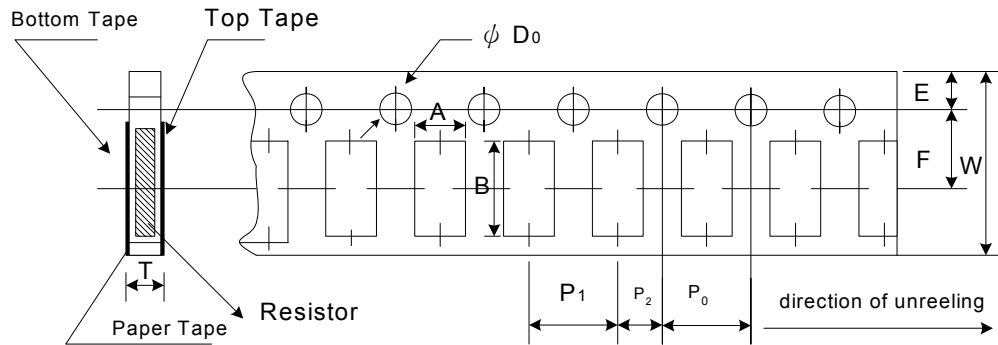 Bottom Tape
Top Tape
ψ D0
E
A
F
W
B
T
P1
P2
P0
direction of unreeling
Resistor
Paper Tape